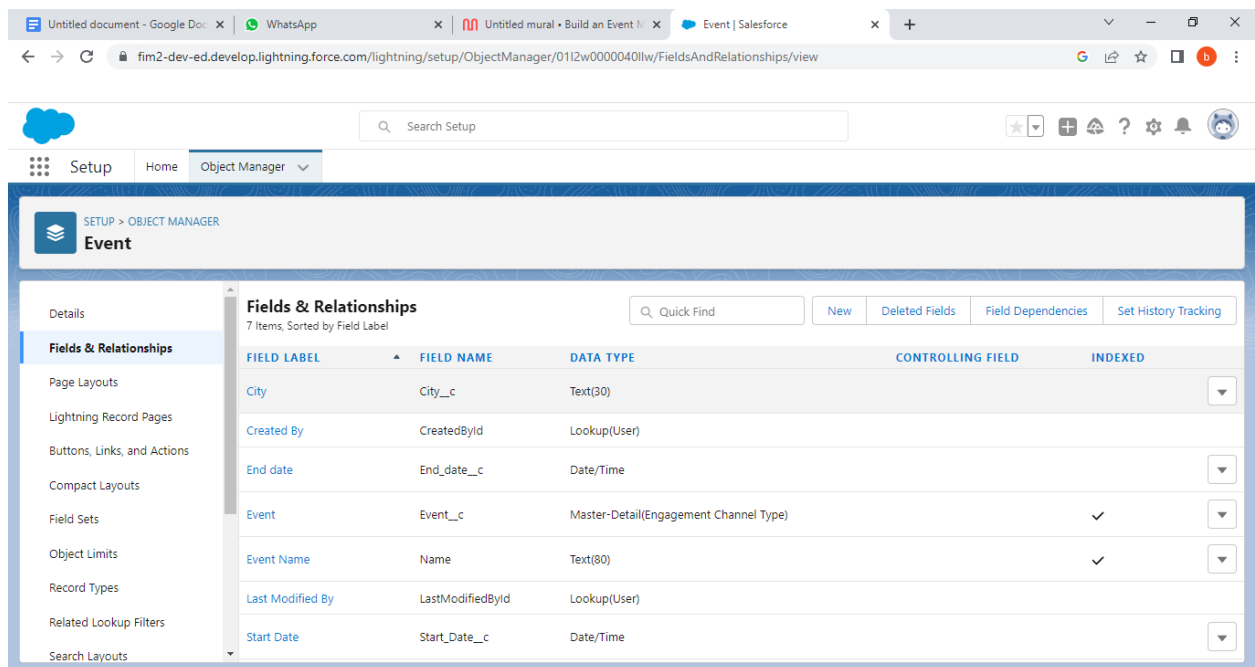 Untitled document - Google Doc
WhatsApp
Untitled mural • Build an Event M
Event | Salesforce
fim2-dev-ed.develop.lightning.force.com/lightning/setup/ObjectManager/01I2w0000040llw/FieldsAndRelationships/view
b
Search Setup
Setup
Home
Object Manager
SETUP > OBJECT MANAGER
Event
Details
Fields & Relationships
Page Layouts
Lightning Record Pages
Buttons, Links, and Actions
Compact Layouts
Field Sets
Object Limits
Record Types
Related Lookup Filters
Search Layouts
Fields & Relationships
7 Items, Sorted by Field Label
Quick Find
New
Deleted Fields
Field Dependencies
Set History Tracking
FIELD LABEL FIELD NAME DATA TYPE CONTROLLING FIELD INDEXED
City City__c Text(30)
Created By CreatedById Lookup(User)
End date End_date__c Date/Time
Event Event__c Master-Detail(Engagement Channel Type)
Event Name Name Text(80)
Last Modified By LastModifiedById Lookup(User)
Start Date Start_Date__c Date/Time